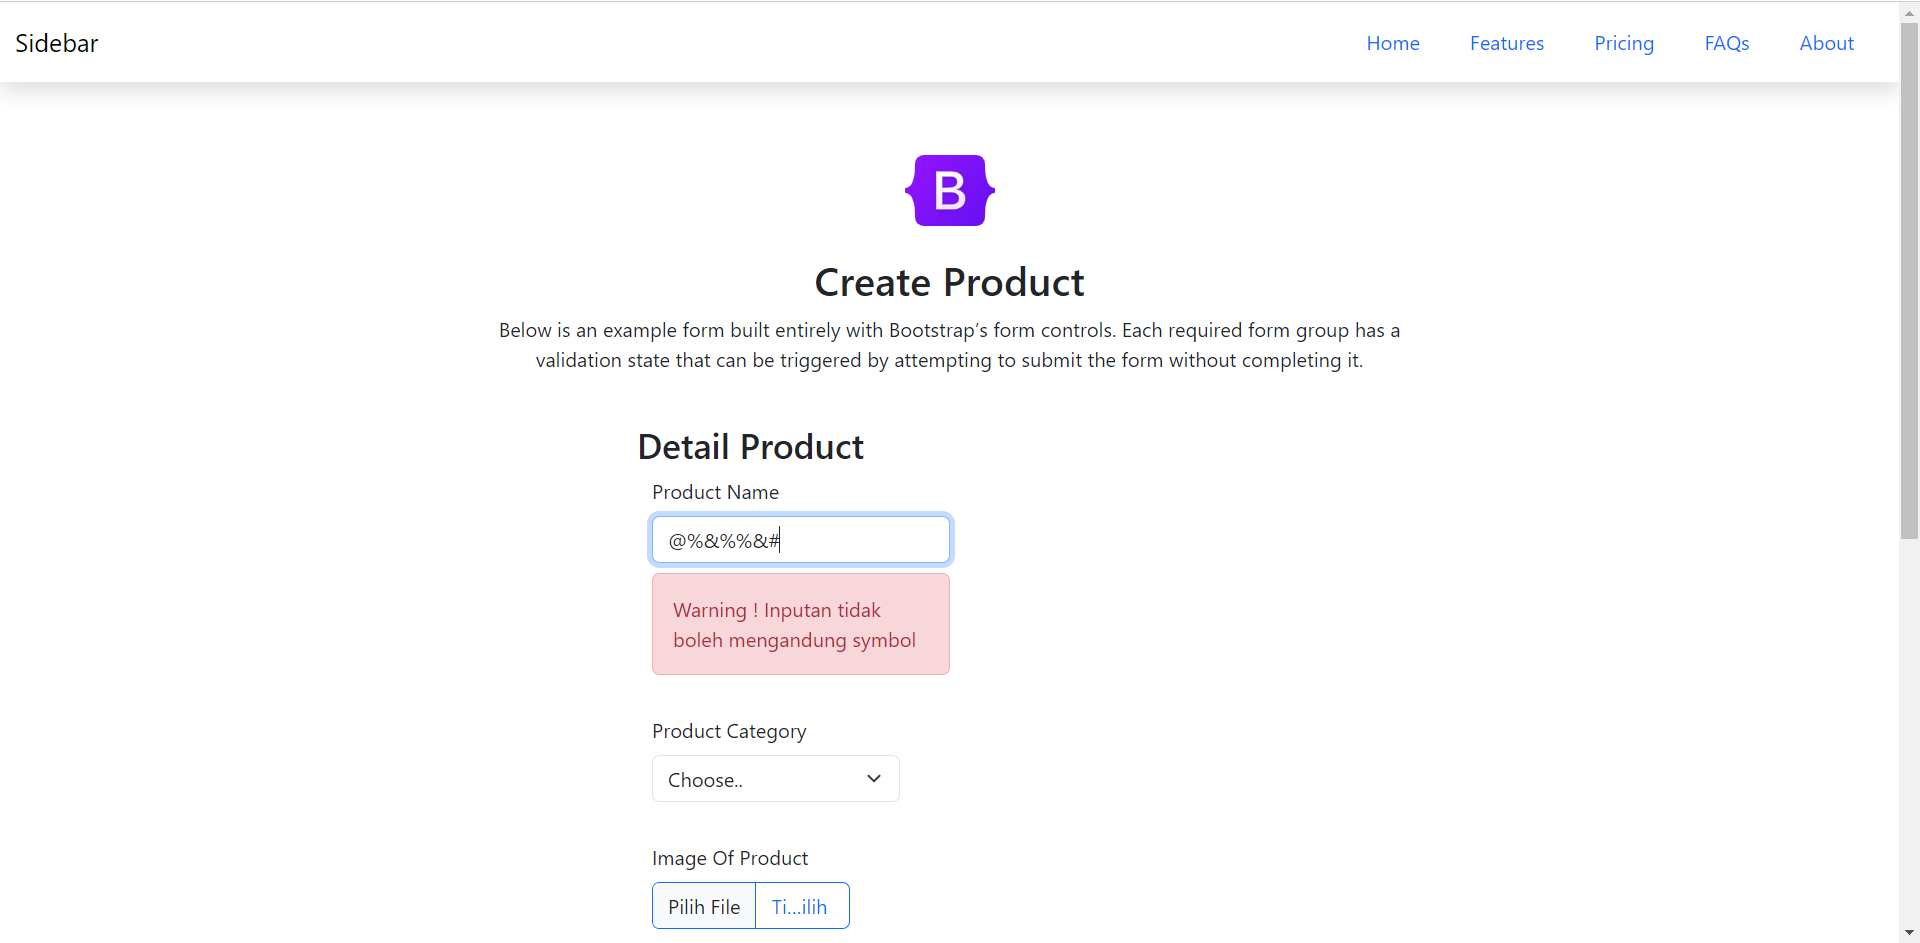 Sidebar
Home Features Pricing FAQs About
B
Create Product
Below is an example form built entirely with Bootstrap’s form controls. Each required form group has a
validation state that can be triggered by attempting to submit the form without completing it.
Detail Product
Product Name
@%&%%&#
Warning ! Inputan tidak
boleh mengandung symbol
Product Category
Choose..
Image Of Product
Pilih File Ti...ilih